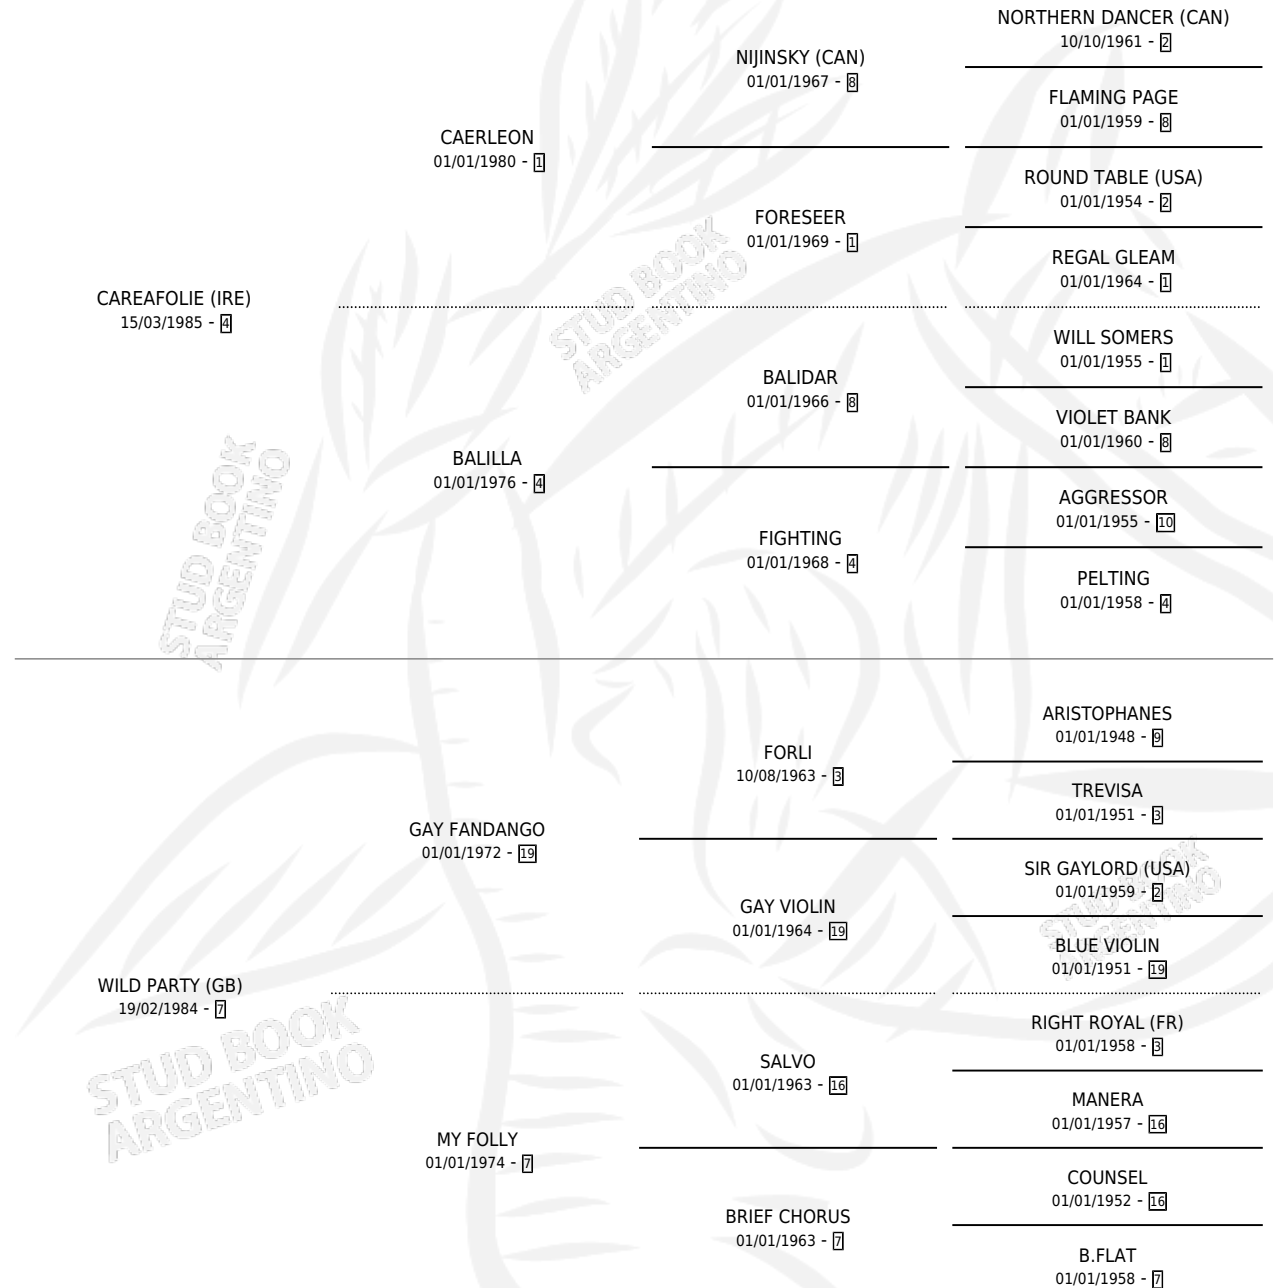 NORTHERN DANCER (CAN)
10/10/1961 - 2
NIJINSKY (CAN)
01/01/1967 - 8
FLAMING PAGE
01/01/1959 - 8
CAERLEON
01/01/1980 - 1
ROUND TABLE (USA)
01/01/1954 - 2
FORESEER
01/01/1969 - 1
REGAL GLEAM
01/01/1964 - 1
CAREAFOLIE (IRE)
15/03/1985 - 4
WILL SOMERS
01/01/1955 - 1
BALIDAR
01/01/1966 - 8
VIOLET BANK
01/01/1960 - 8
BALILLA
01/01/1976 - 4
AGGRESSOR
01/01/1955 - 10
FIGHTING
01/01/1968 - 4
PELTING
01/01/1958 - 4
STUD BOOK
ARGENTINO
STUD BOOK
ARGENTINO
ARISTOPHANES
01/01/1948 - 9
FORLI
10/08/1963 - 3
TREVISA
01/01/1951 - 3
GAY FANDANGO
01/01/1972 - 19
SIR GAYLORD (USA)
01/01/1959 - 2
GAY VIOLIN
01/01/1964 - 19
BLUE VIOLIN
01/01/1951 - 19
STUD BOOK
ARGENTINO
WILD PARTY (GB)
19/02/1984 - 7
RIGHT ROYAL (FR)
01/01/1958 - 3
SALVO
01/01/1963 - 16
MANERA
01/01/1957 - 16
MY FOLLY
01/01/1974 - 7
COUNSEL
01/01/1952 - 16
BRIEF CHORUS
01/01/1963 - 7
B.FLAT
01/01/1958 - 7
STUD BOOK
ARGENTINO